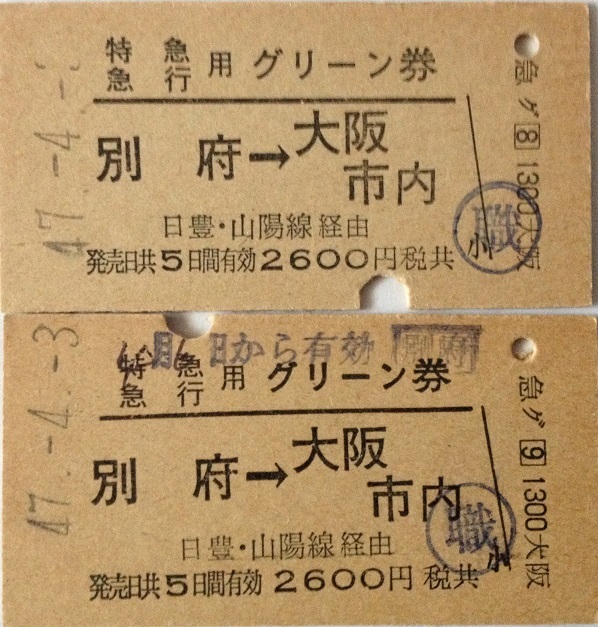 特急
急行 用 グリーン券
別府→大阪市内
日豊・山陽線経由
発売日共5日間有効2600円税共
47.-4.-
急グ 8 1300大阪
小
職
月 日から有効 別府
特急
急行 用 グリーン券
別府→大阪市内
日豊・山陽線経由
発売日共5日間有効2600円税共
47.-4.-3
急グ 9 1300大阪
小
職